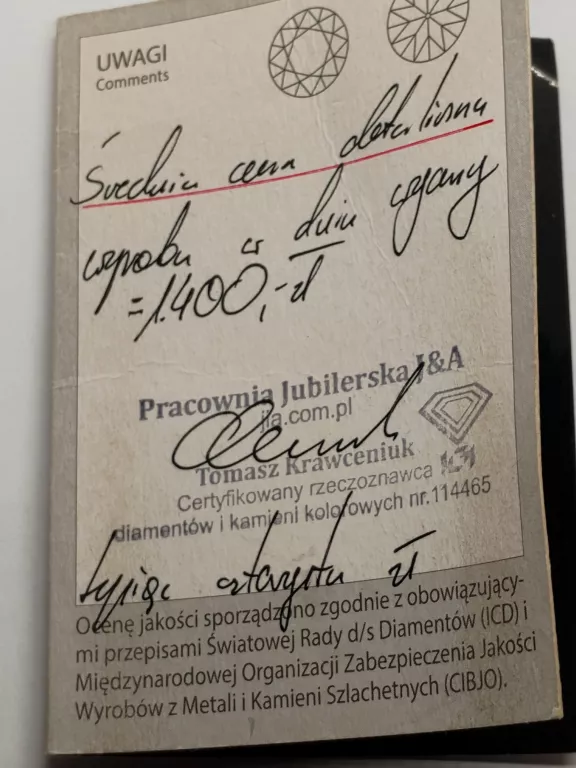 UWAGI
Comments
Średnia cena detaliczna
wyrobu w dniu wyceny
= 1.400,- zł
Pracownia Jubilerska J&A
jia.com.pl
Tomasz Krawceniuk
Certyfikowany rzeczoznawca
diamentów i kamieni kolorowych nr.114465
tysiąc czterysta zł
Ocenę jakości sporządzono zgodnie z obowiązujący-
mi przepisami Światowej Rady d/s Diamentów (ICD) i
Międzynarodowej Organizacji Zabezpieczenia Jakości
Wyrobów z Metali i Kamieni Szlachetnych (CIBJO).